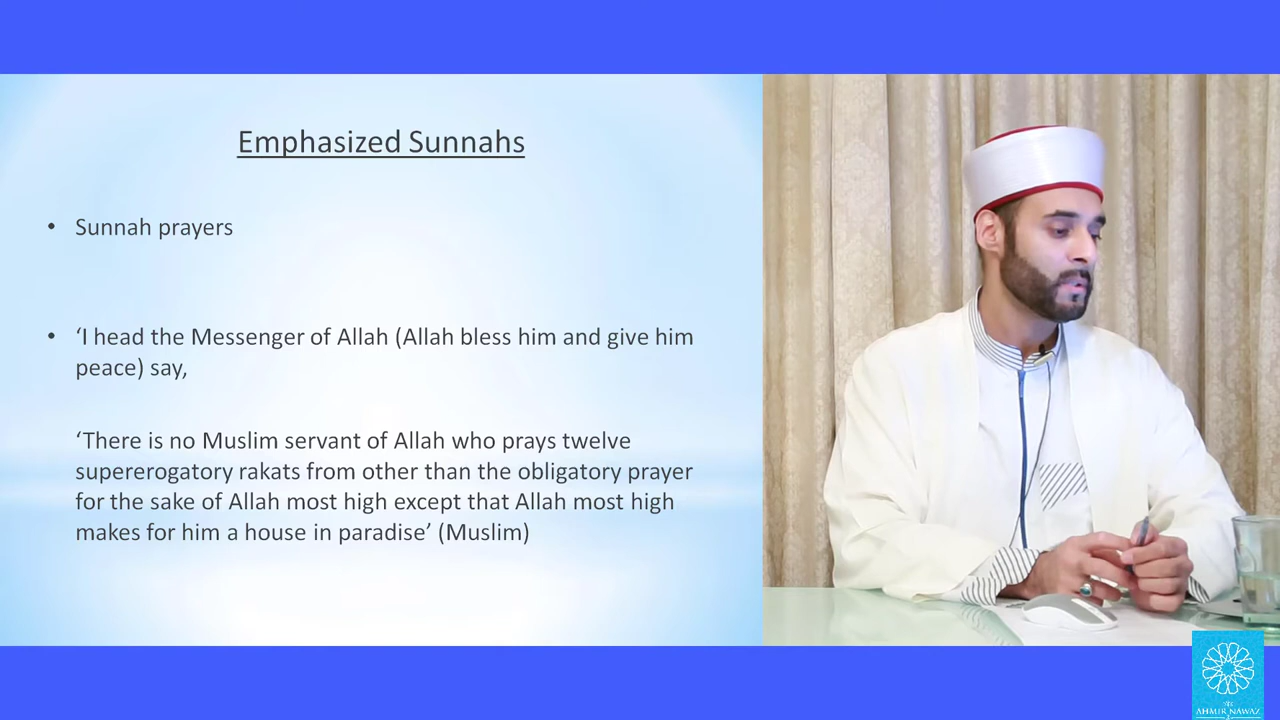 Emphasized Sunnahs
• Sunnah prayers
• ‘I head the Messenger of Allah (Allah bless him and give him
peace) say,
‘There is no Muslim servant of Allah who prays twelve
supererogatory rakats from other than the obligatory prayer
for the sake of Allah most high except that Allah most high
makes for him a house in paradise’ (Muslim)
AHMIR NAWAZ